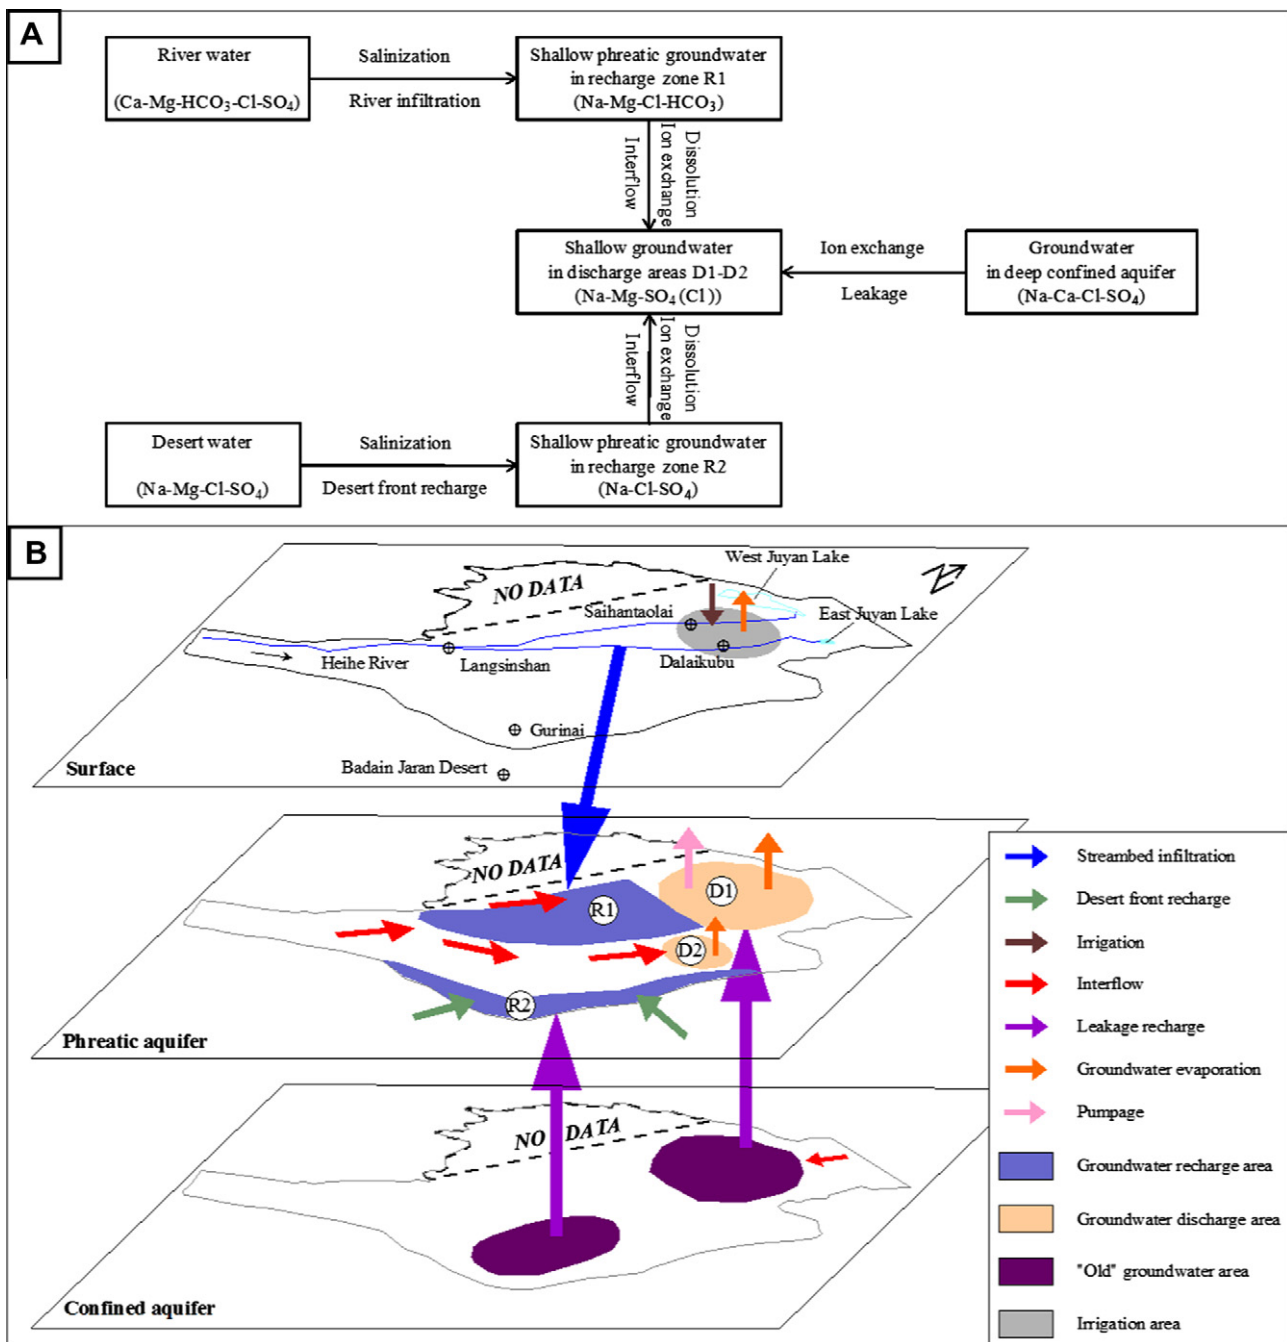 A
River water
(Ca-Mg-HCO₃-Cl-SO₄)
Salinization
River infiltration
Shallow phreatic groundwater
in recharge zone R1
(Na-Mg-Cl-HCO₃)
Interflow
Ion exchange
Dissolution
Shallow groundwater
in discharge areas D1-D2
(Na-Mg-SO₄(Cl))
Ion exchange
Leakage
Groundwater
in deep confined aquifer
(Na-Ca-Cl-SO₄)
Interflow
Ion exchange
Dissolution
Desert water
(Na-Mg-Cl-SO₄)
Salinization
Desert front recharge
Shallow phreatic groundwater
in recharge zone R2
(Na-Cl-SO₄)
B
NO DATA
West Juyan Lake
Saihantaolai
East Juyan Lake
N
Heihe River
Langsinshan
Dalaikubu
Gurinai
Badain Jaran Desert
Surface
NO DATA
R1
D1
D2
R2
Phreatic aquifer
NO DATA
Confined aquifer
Streambed infiltration
Desert front recharge
Irrigation
Interflow
Leakage recharge
Groundwater evaporation
Pumpage
Groundwater recharge area
Groundwater discharge area
"Old" groundwater area
Irrigation area